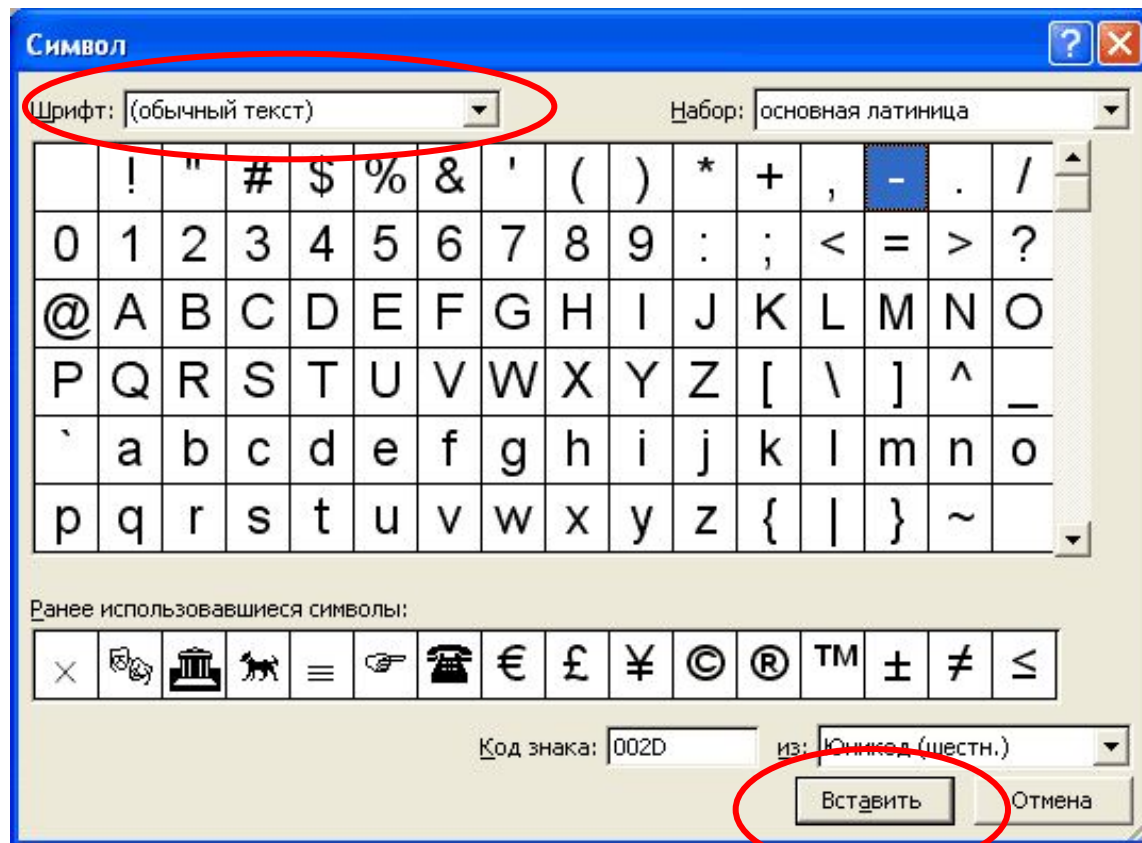 Символ
Шрифт: (обычный текст) Набор: основная латиница
! " # $ % & ' ( ) * + , - . /
0 1 2 3 4 5 6 7 8 9 : ; < = > ?
@ A B C D E F G H I J K L M N O
P Q R S T U V W X Y Z [ \ ] ^ _
` a b c d e f g h i j k l m n o
p q r s t u v w x y z { | } ~
Ранее использовавшиеся символы:
× ≡ ☞ ☎ € £ ¥ © ® ™ ± ≠ ≤
Код знака: 002D из: Юникод (шестн.)
Вставить Отмена